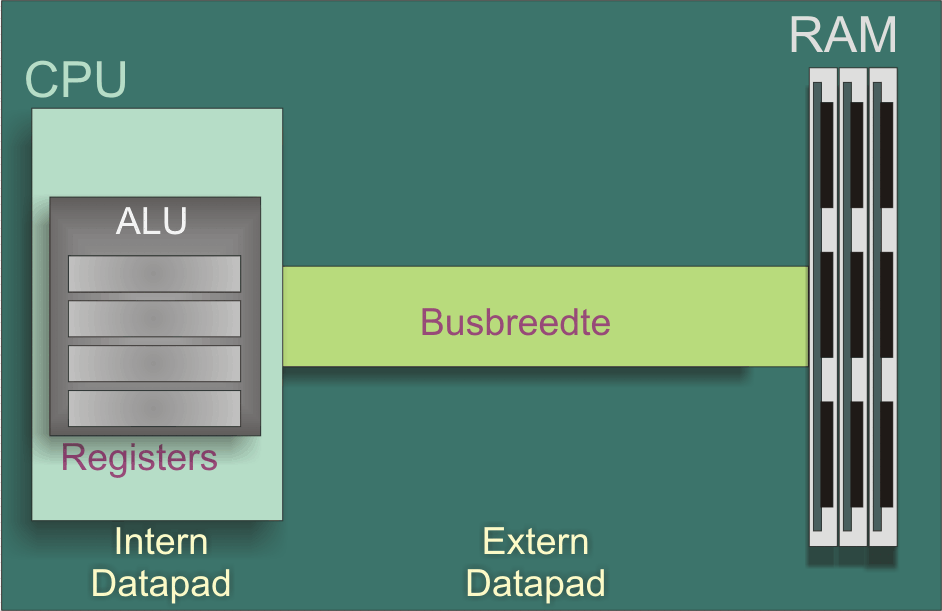 RAM
CPU
ALU
Busbreedte
Registers
Intern
Datapad
Extern
Datapad